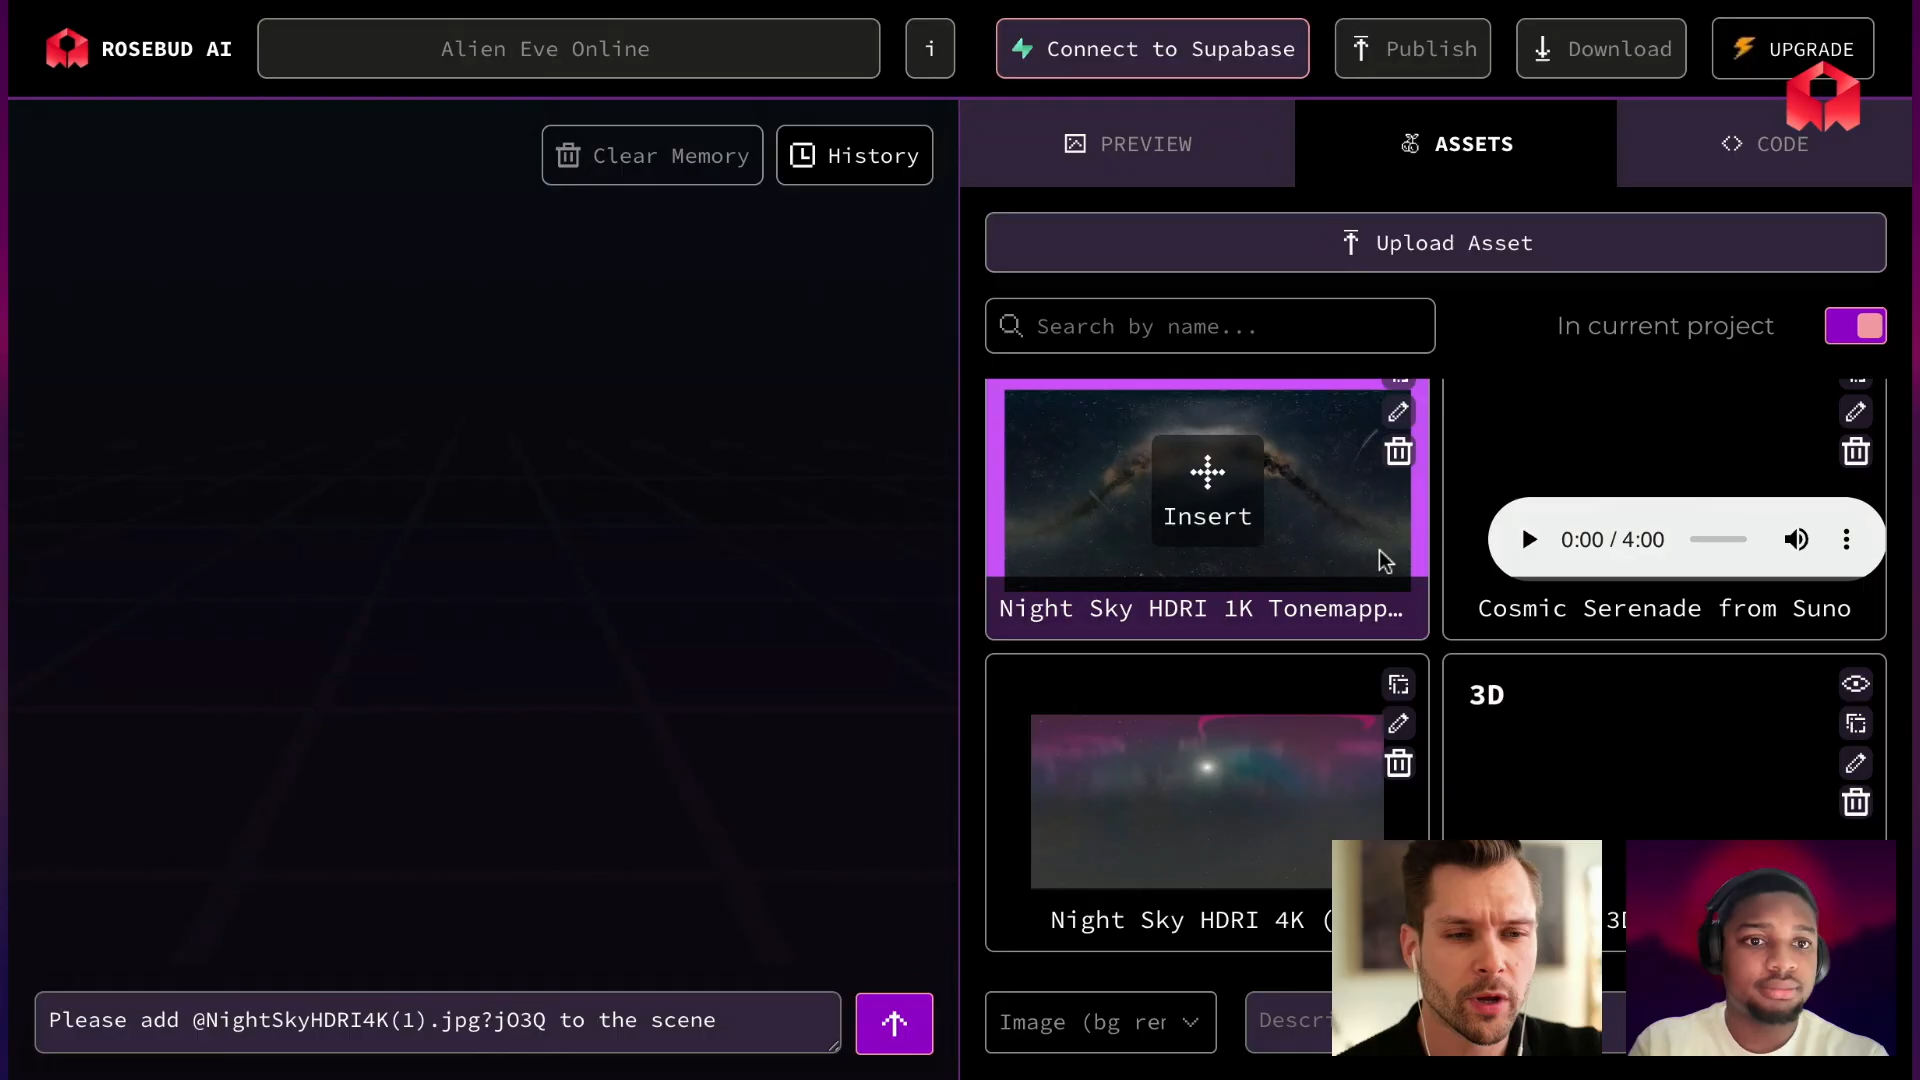 ROSEBUD AI
Alien Eve Online
i
Connect to Supabase
Publish
Download
UPGRADE
Clear Memory
History
PREVIEW
ASSETS
CODE
Upload Asset
Search by name...
In current project
Insert
Night Sky HDRI 1K Tonemapp…
0:00 / 4:00
Cosmic Serenade from Suno
3D
Night Sky HDRI 4K (
Please add @NightSkyHDRI4K(1).jpg?jO3Q to the scene
Image (bg rer
Descri